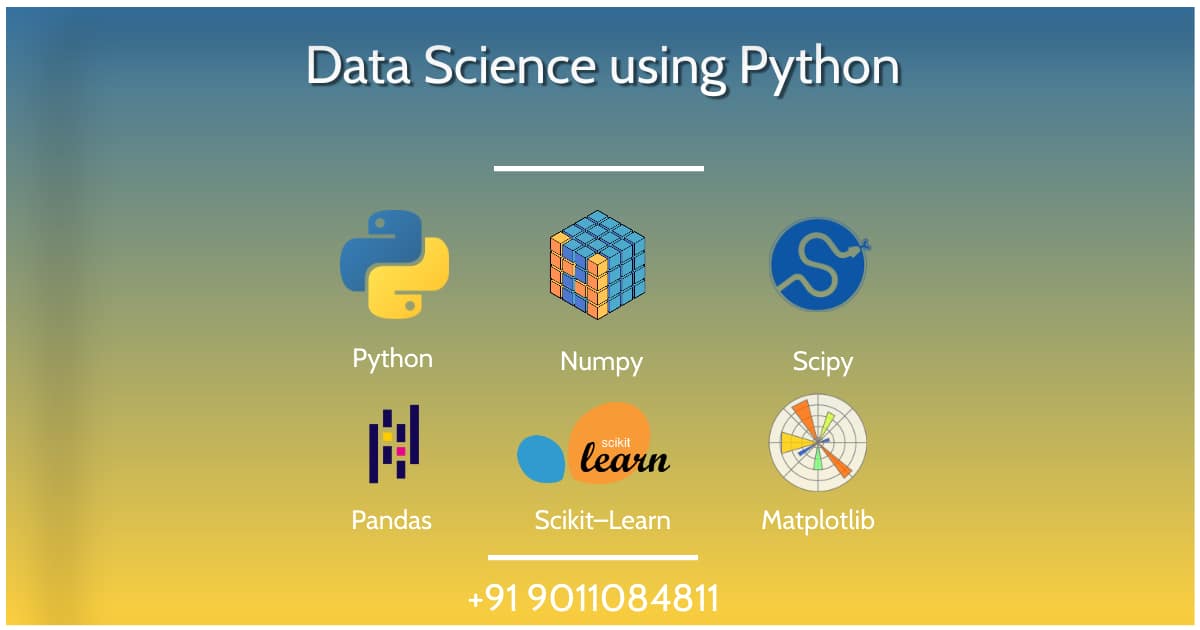 Data Science using Python
Python
Numpy
Scipy
scikit
learn
Pandas
Scikit–Learn
Matplotlib
+91 9011084811